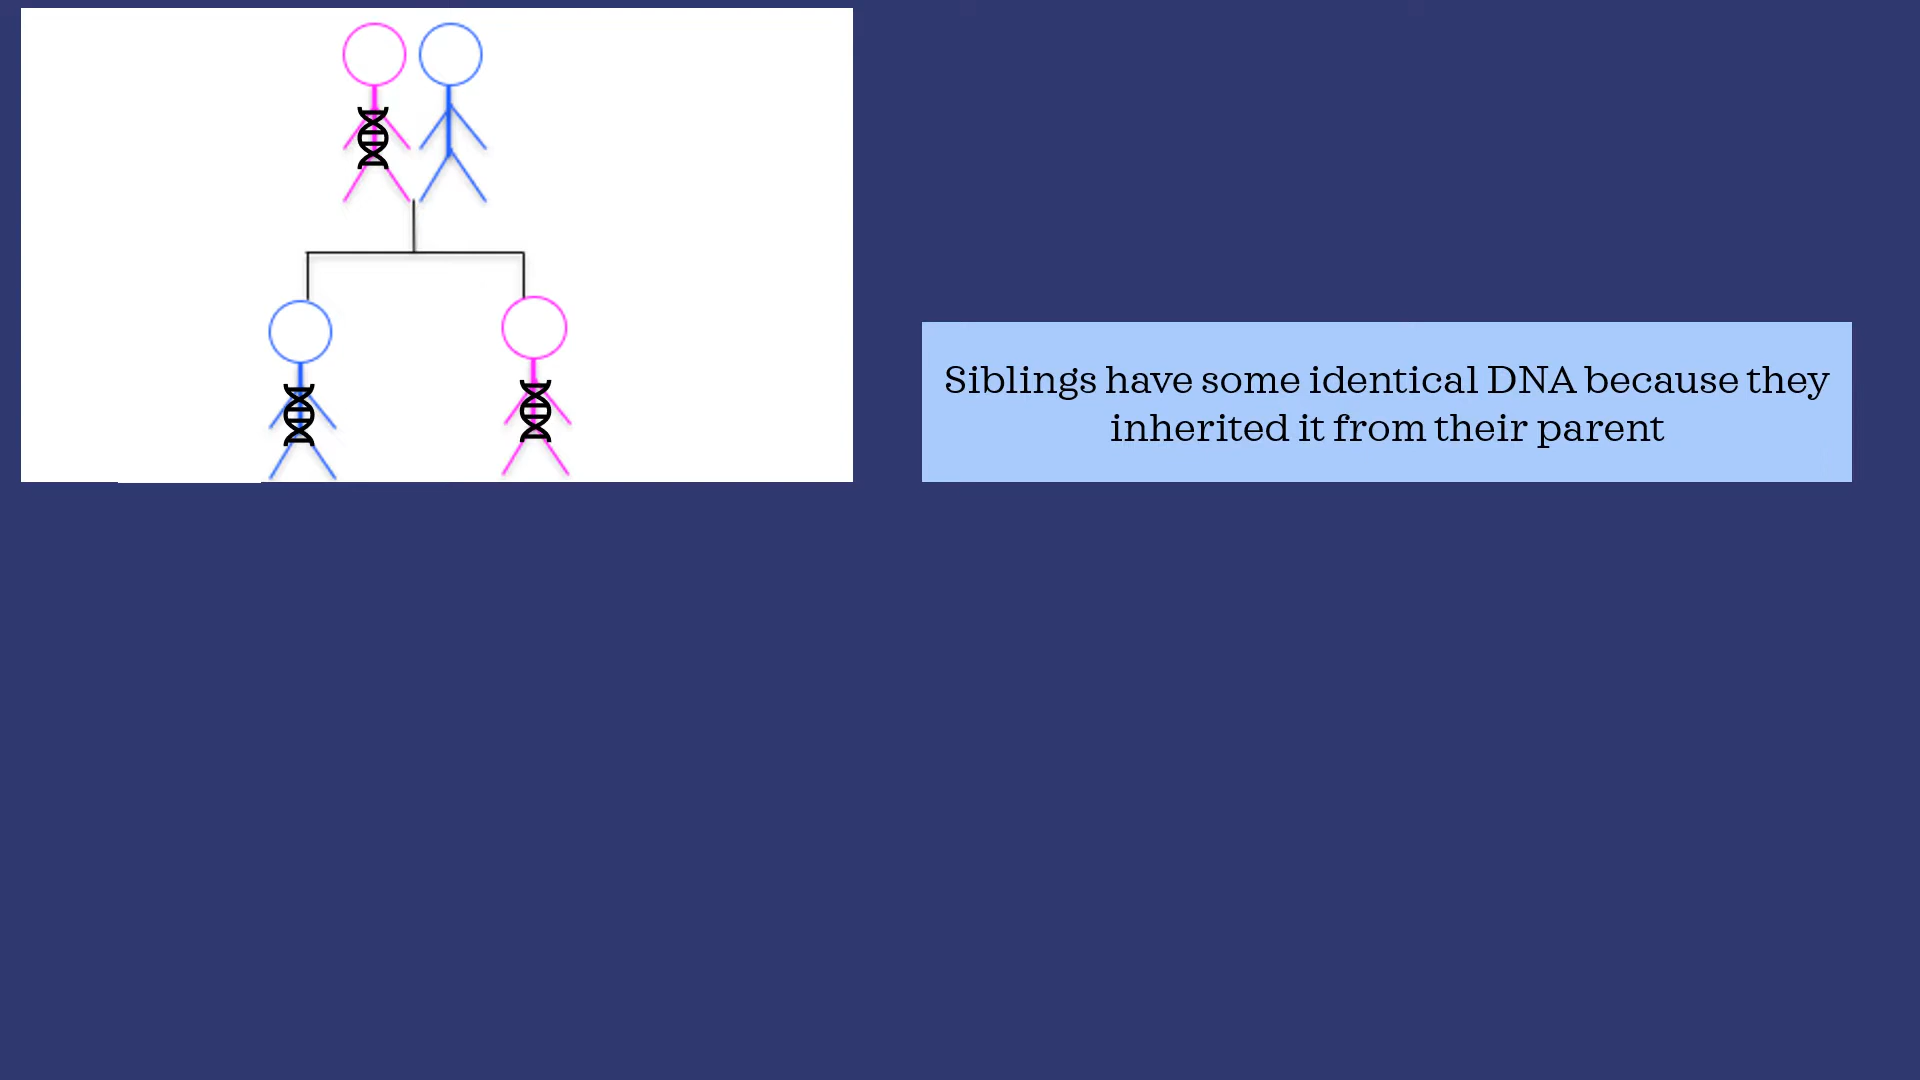 Siblings have some identical DNA because they
inherited it from their parent